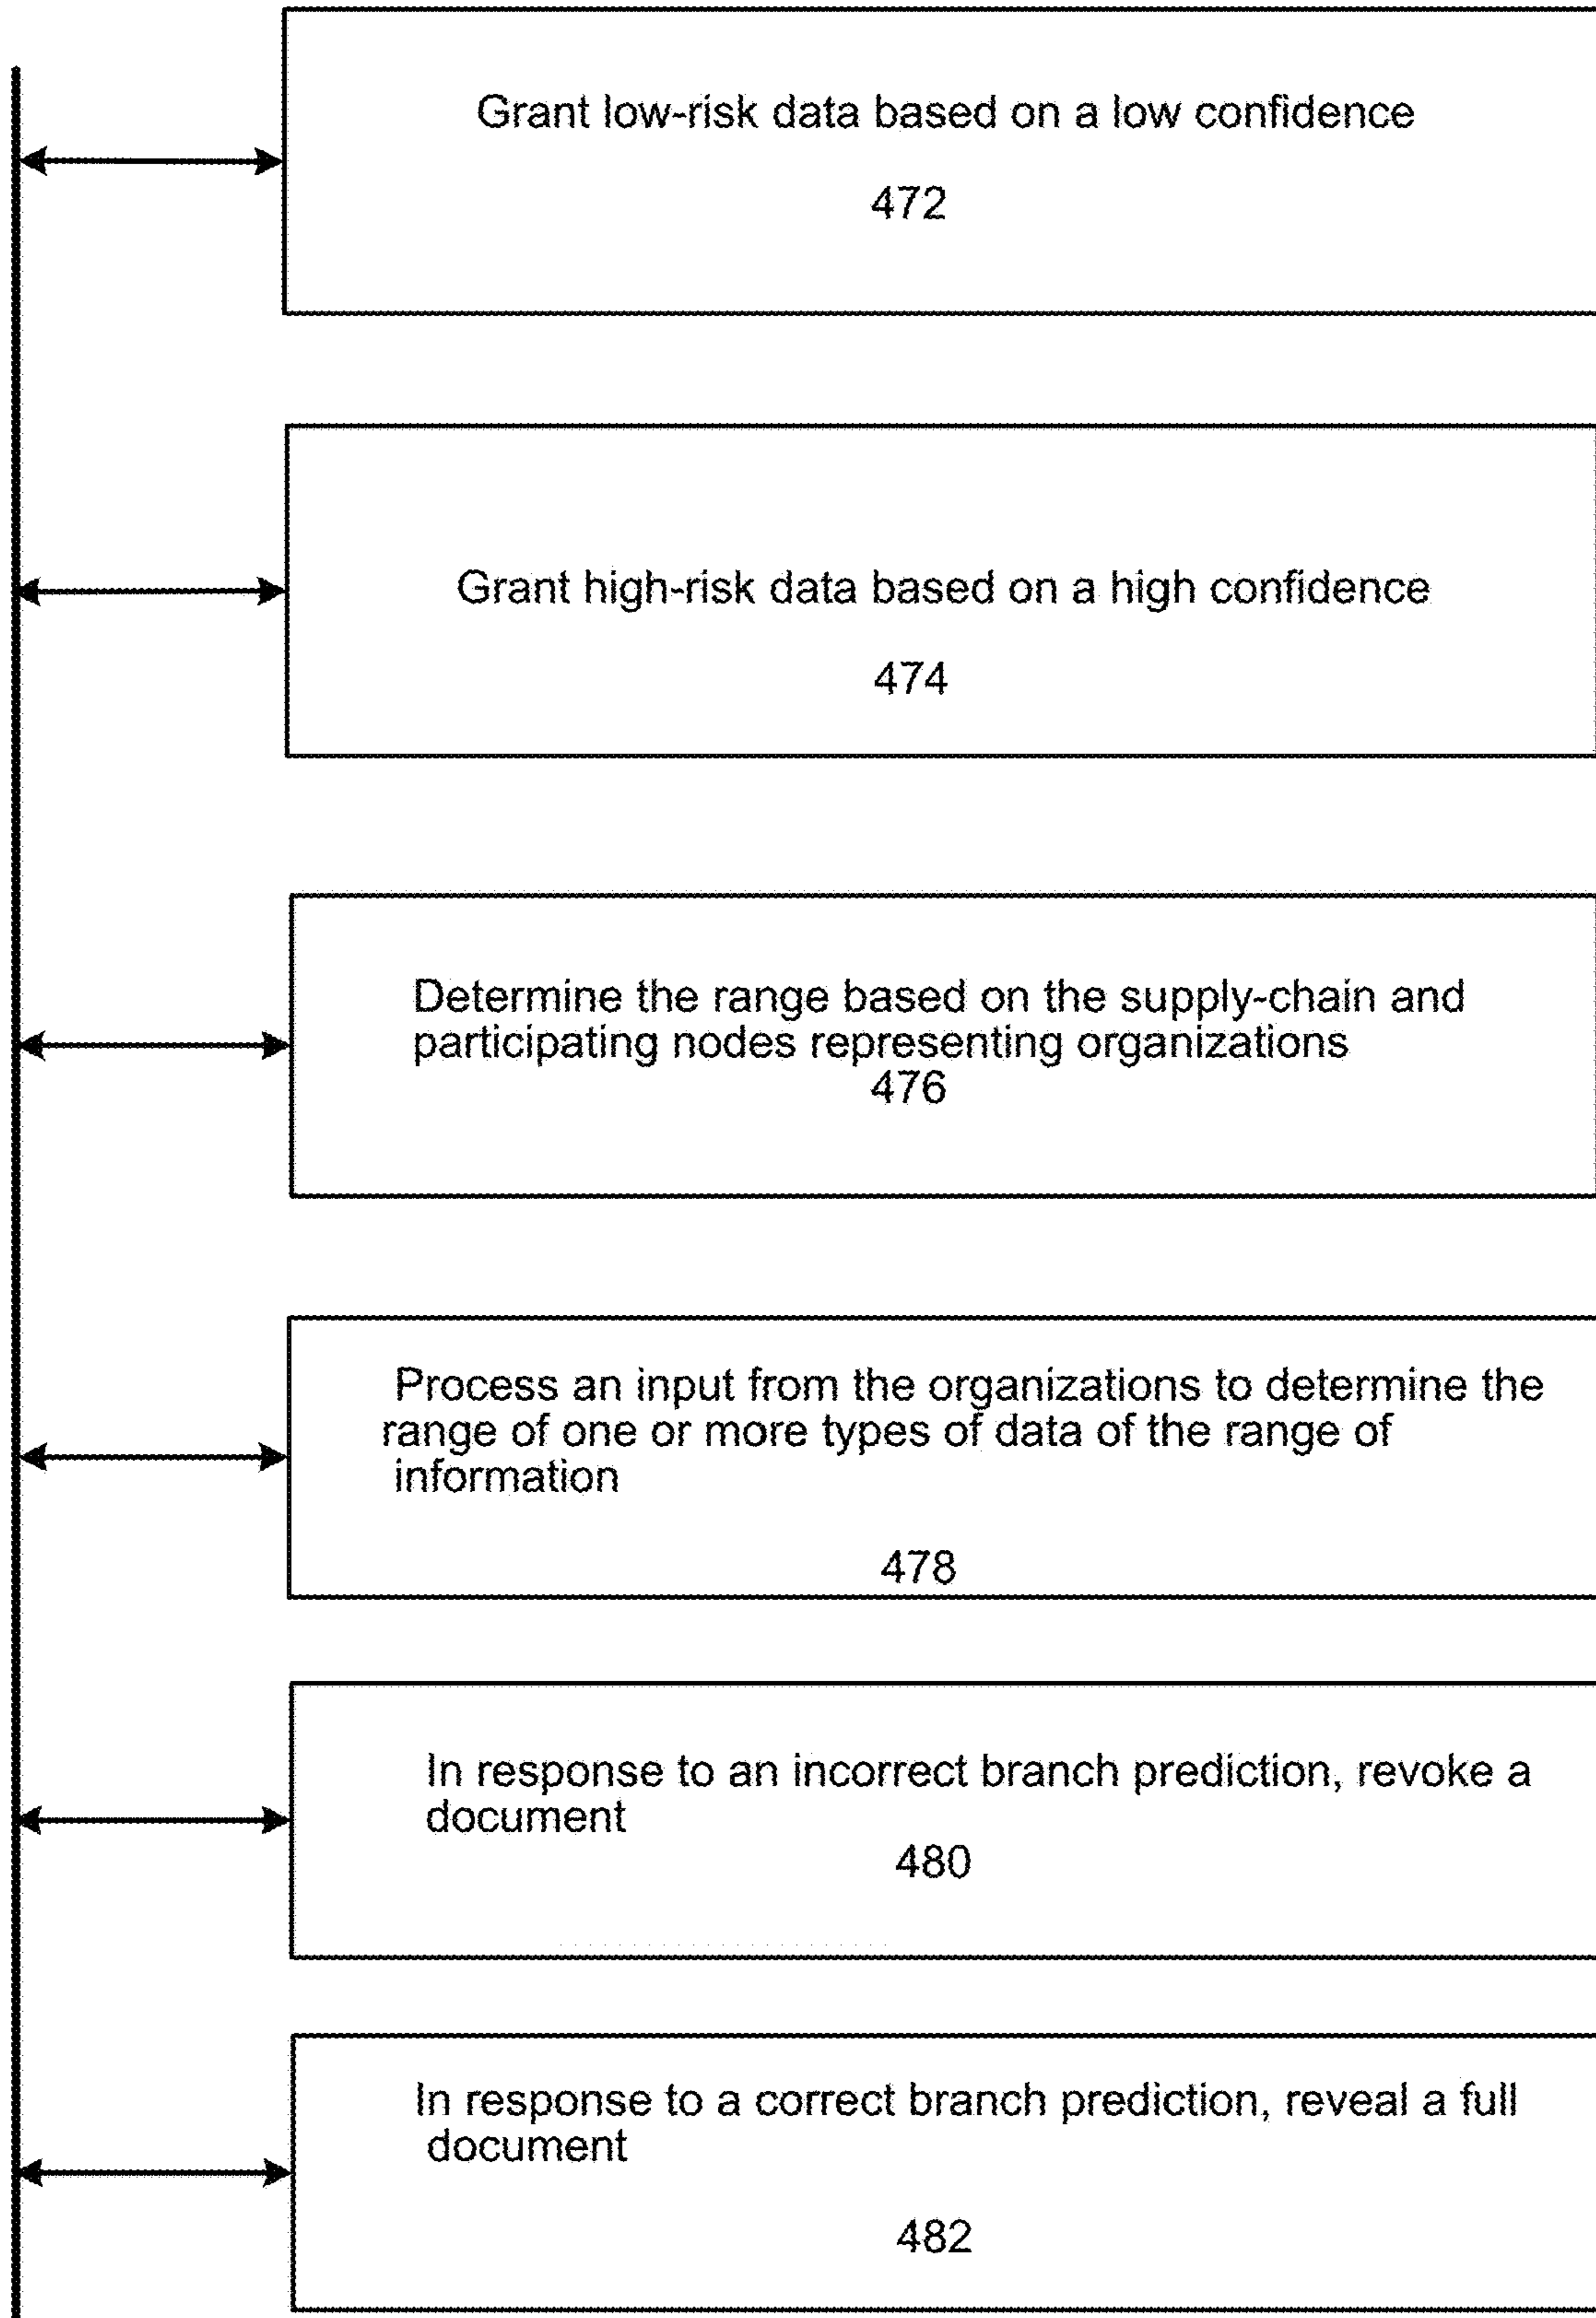 Grant low-risk data based on a low confidence
472
Grant high-risk data based on a high confidence
474
Determine the range based on the supply-chain and
participating nodes representing organizations
476
Process an input from the organizations to determine the
range of one or more types of data of the range of
information
478
In response to an incorrect branch prediction, revoke a
document
480
In response to a correct branch prediction, reveal a full
document
482